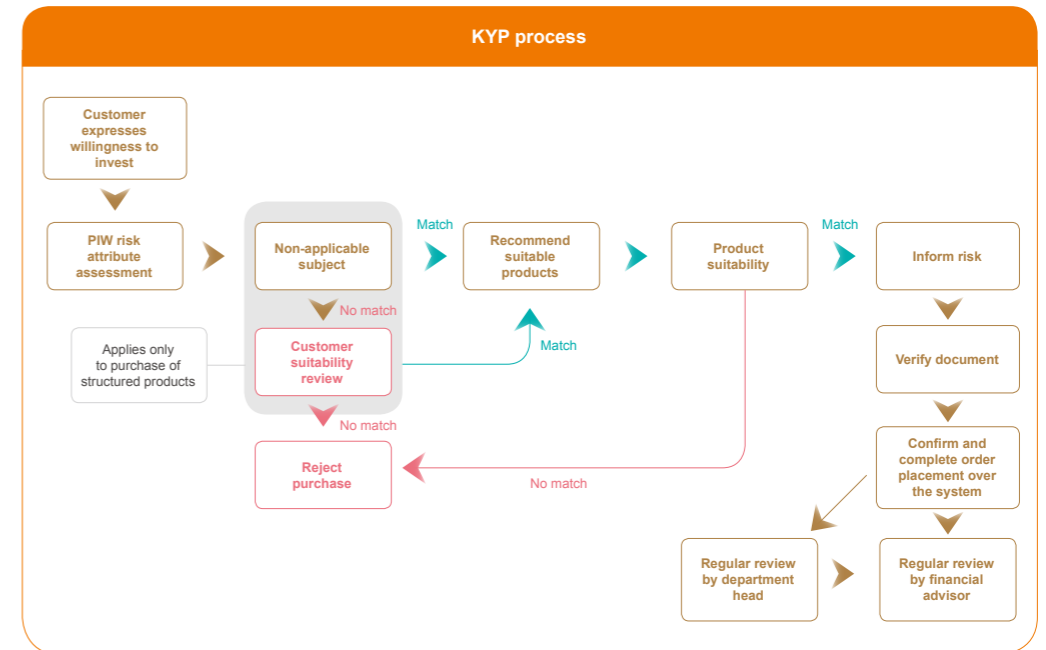 KYP process
Customer
expresses
willingness to
invest
PIW risk
attribute
assessment
Non-applicable
subject
Match
Recommend
suitable
products
Product
suitability
Match
Inform risk
No match
Applies only
to purchase of
structured products
Customer
suitability
review
Match
Verify document
No match
Reject
purchase
No match
Confirm and
complete order
placement over
the system
Regular review
by department
head
Regular review
by financial
advisor